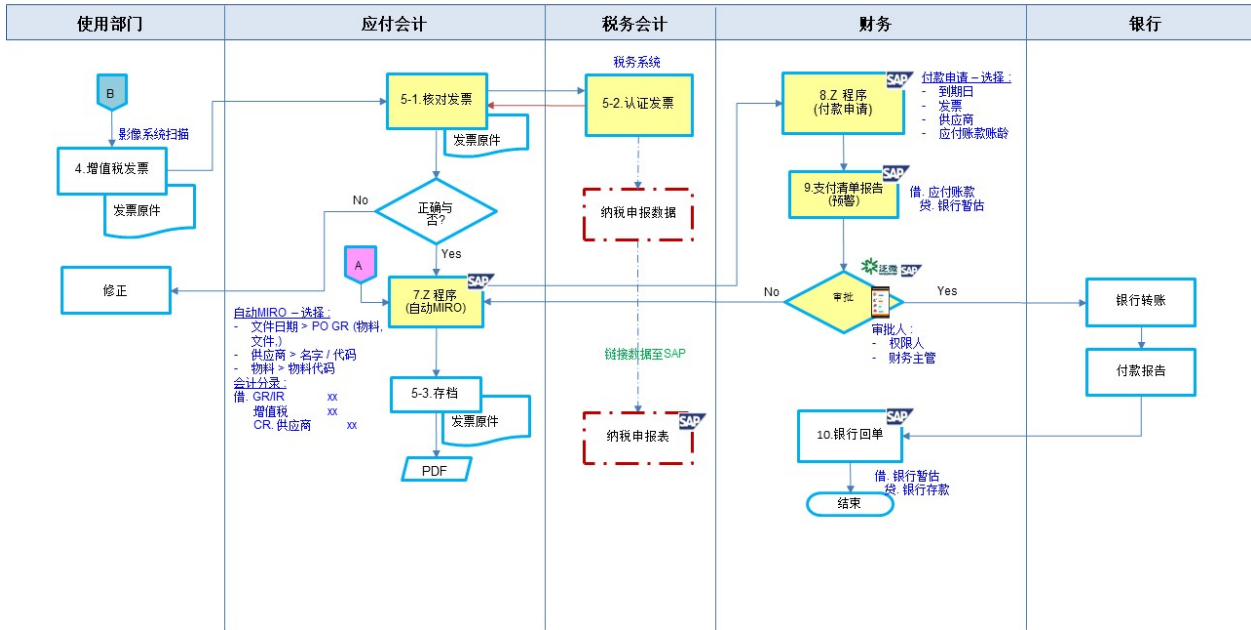 使用部门
应付会计
税务会计
财务
银行
B
影像系统扫描
4.增值税发票
发票原件
修正
5-1.核对发票
发票原件
正确与
否?
No
Yes
A
7.Z 程序
(自动MIRO)
SAP
自动MIRO – 选择 :
- 文件日期 > PO GR (物料,
文件,)
- 供应商 > 名字 / 代码
- 物料 > 物料代码
会计分录 :
借. GR/IR xx
增值税 xx
CR. 供应商 xx
5-3.存档
发票原件
PDF
税务系统
5-2.认证发票
纳税申报数据
链接数据至SAP
纳税申报表
SAP
8.Z 程序
(付款申请)
SAP
付款申请 – 选择 :
- 到期日
- 发票
- 供应商
- 应付账款账龄
9.支付清单报告
(预警)
SAP
借. 应付账款
贷. 银行暂估
泛微
SAP
审批
No
Yes
审批人 :
- 权限人
- 财务主管
10.银行回单
SAP
借. 银行暂估
贷. 银行存款
结束
银行转账
付款报告